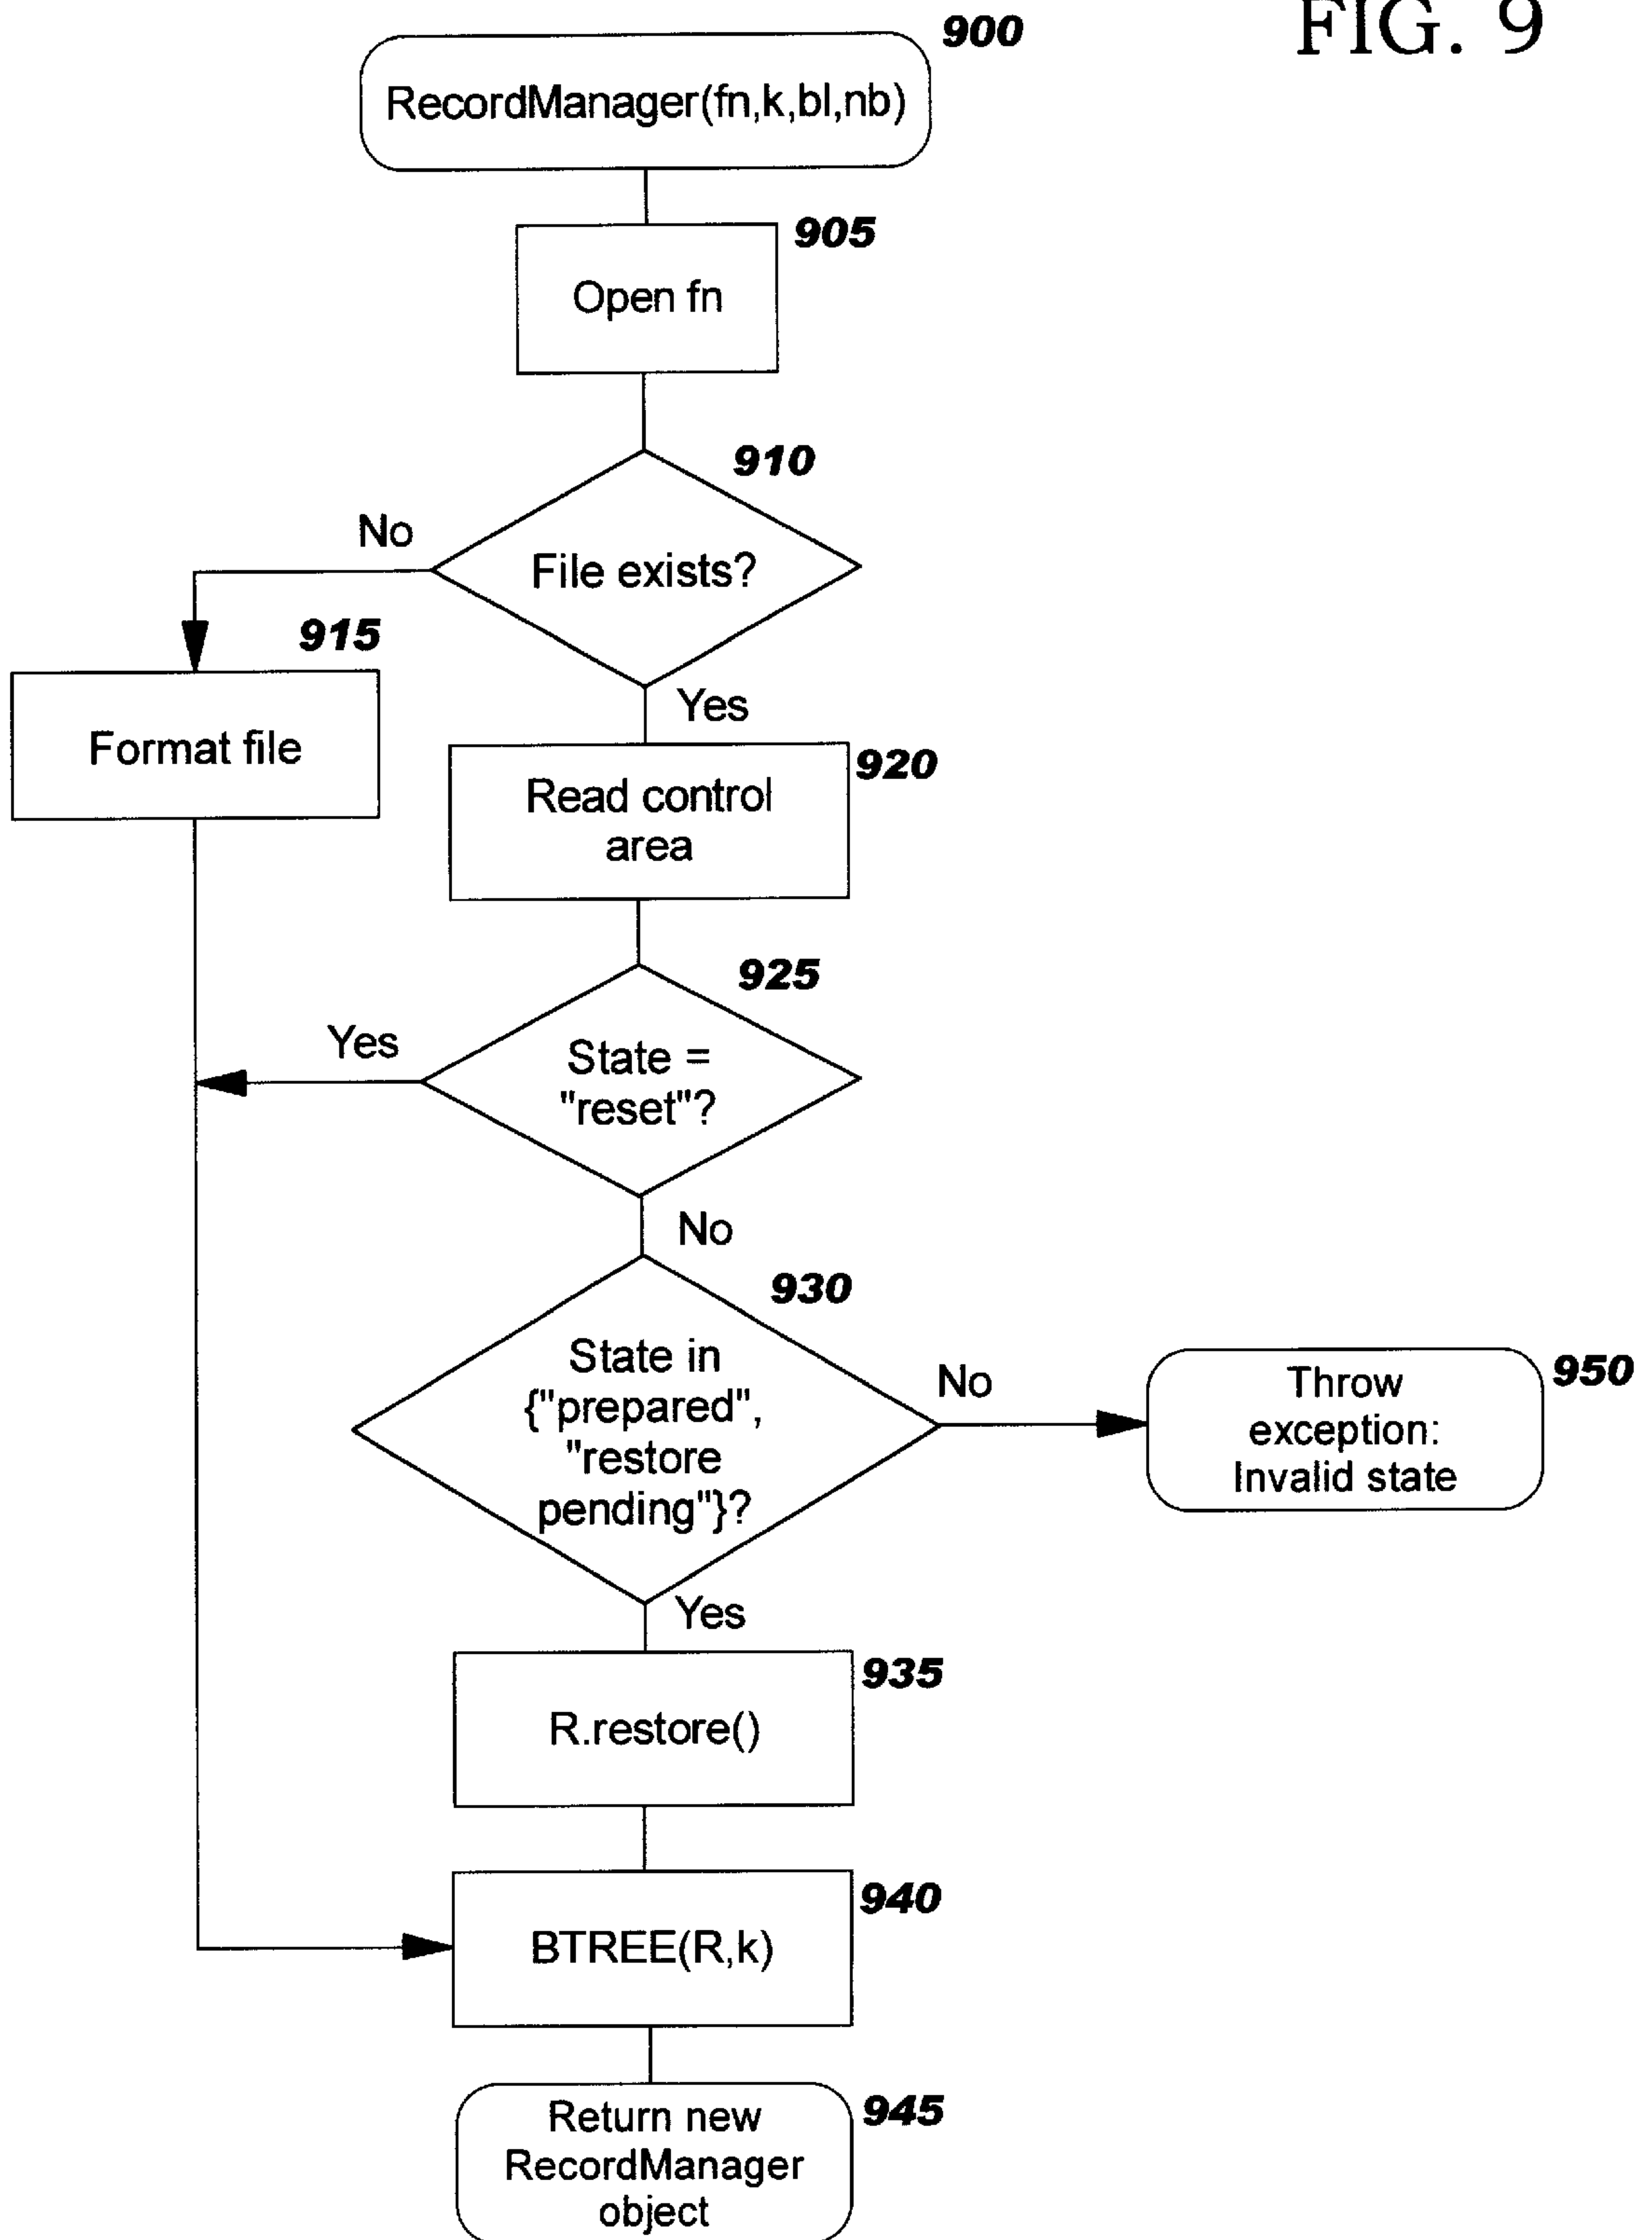 FIG. 9
900
RecordManager(fn,k,bl,nb)
905
Open fn
910
No
File exists?
915
Yes
Format file
920
Read control
area
925
Yes
State =
"reset"?
No
930
State in
{"prepared",
"restore
pending"}?
No
950
Throw
exception:
Invalid state
Yes
935
R.restore()
940
BTREE(R,k)
945
Return new
RecordManager
object